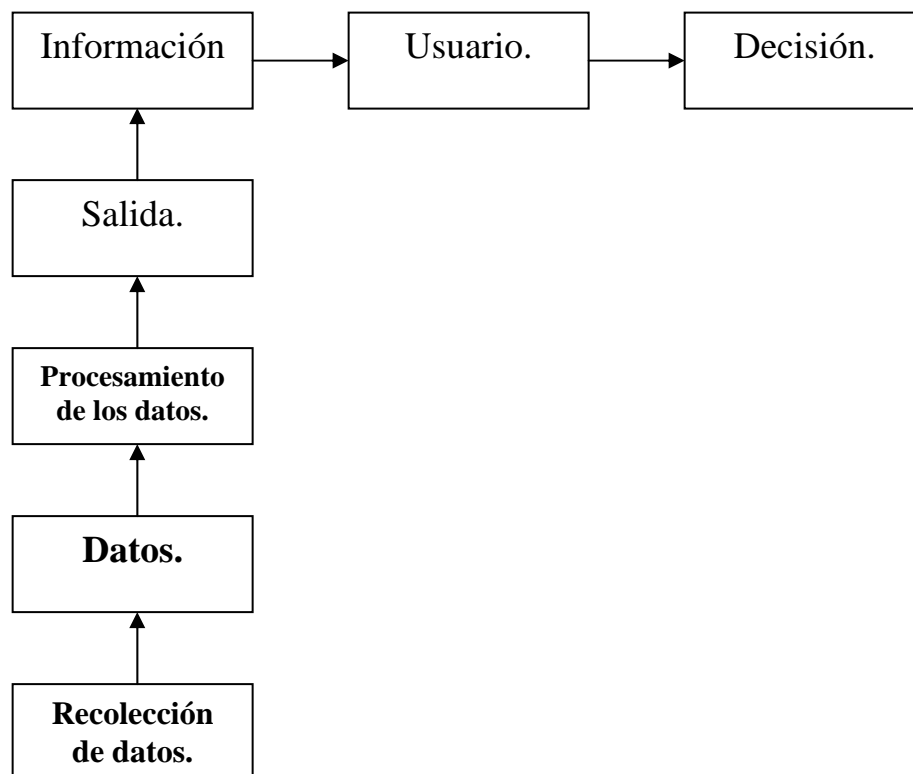 Información
Usuario.
Decisión.
Salida.
Procesamiento
de los datos.
Datos.
Recolección
de datos.